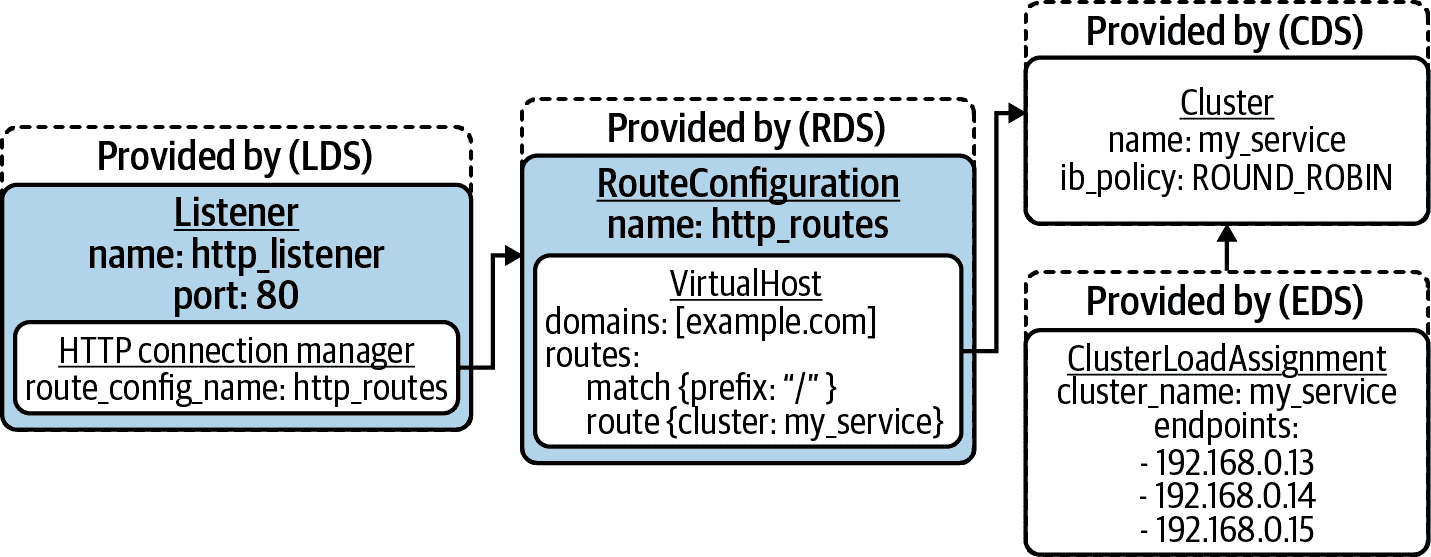 Provided by (LDS)
Listener
name: http_listener
port: 80
HTTP connection manager
route_config_name: http_routes
Provided by (RDS)
RouteConfiguration
name: http_routes
VirtualHost
domains: [example.com]
routes:
match {prefix: “/” }
route {cluster: my_service}
Provided by (CDS)
Cluster
name: my_service
ib_policy: ROUND_ROBIN
Provided by (EDS)
ClusterLoadAssignment
cluster_name: my_service
endpoints:
- 192.168.0.13
- 192.168.0.14
- 192.168.0.15